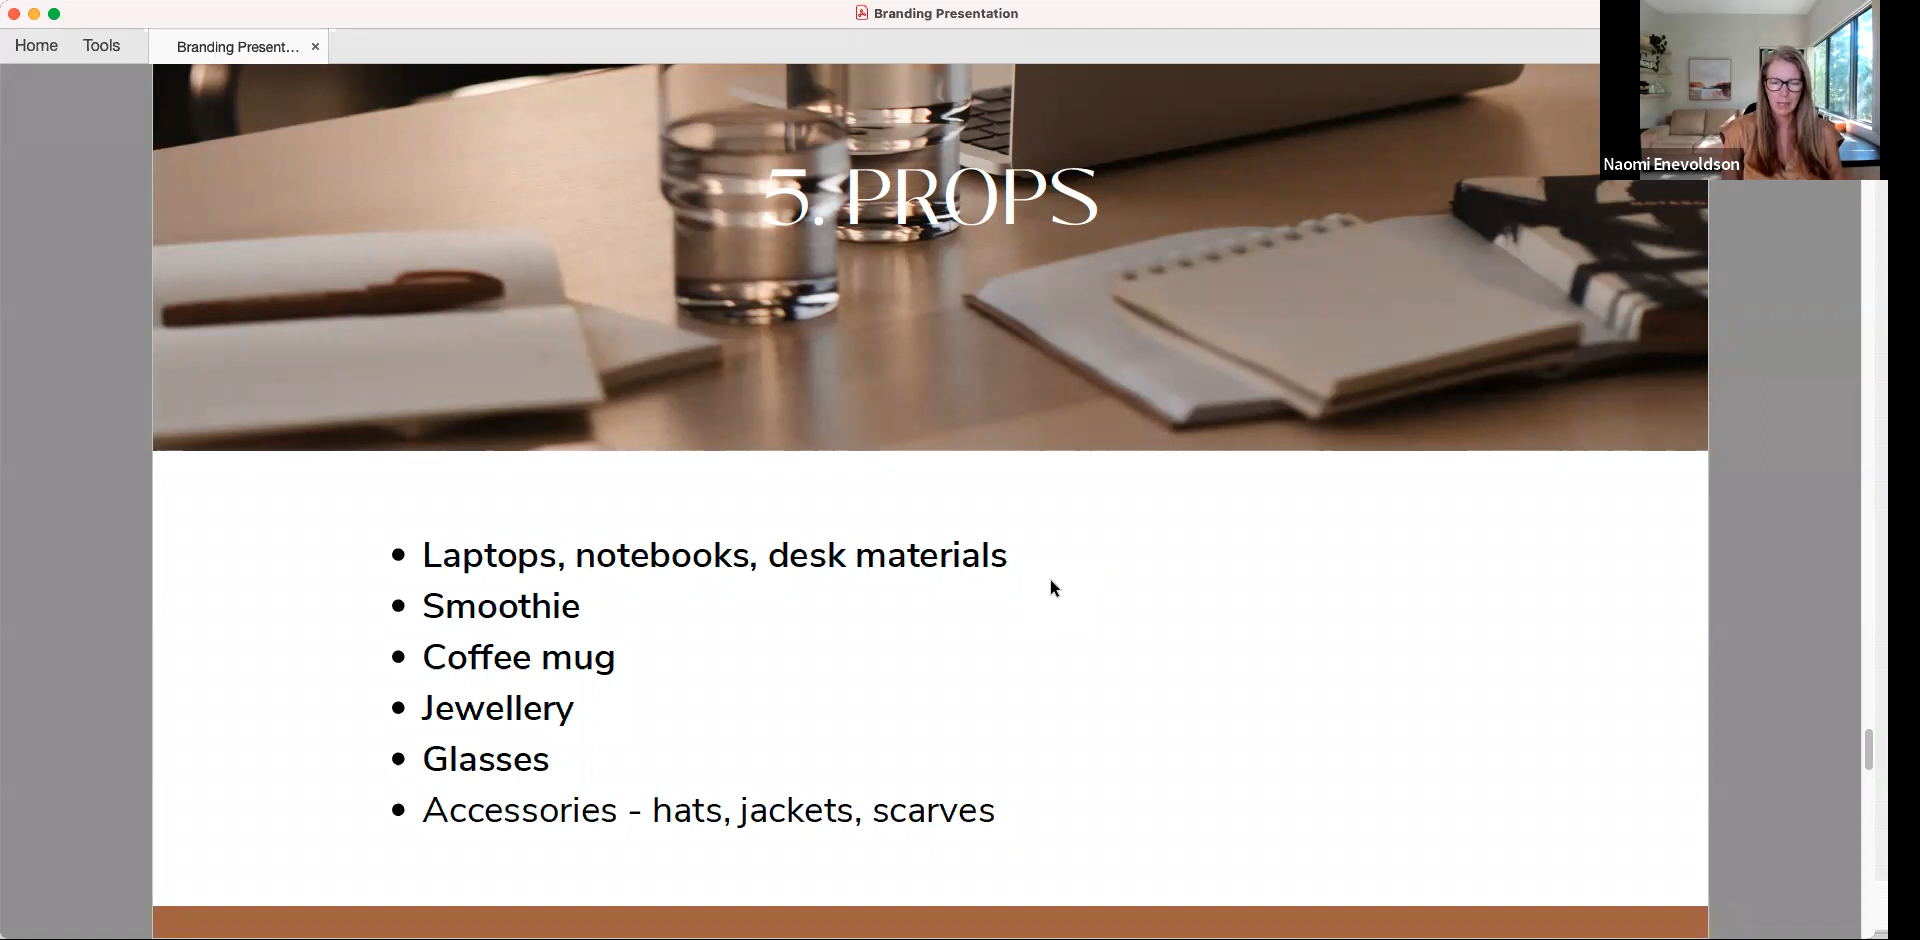 Branding Presentation
Home
Tools
Branding Present...
×
Naomi Enevoldson
5. PROPS
• Laptops, notebooks, desk materials
• Smoothie
• Coffee mug
• Jewellery
• Glasses
• Accessories - hats, jackets, scarves